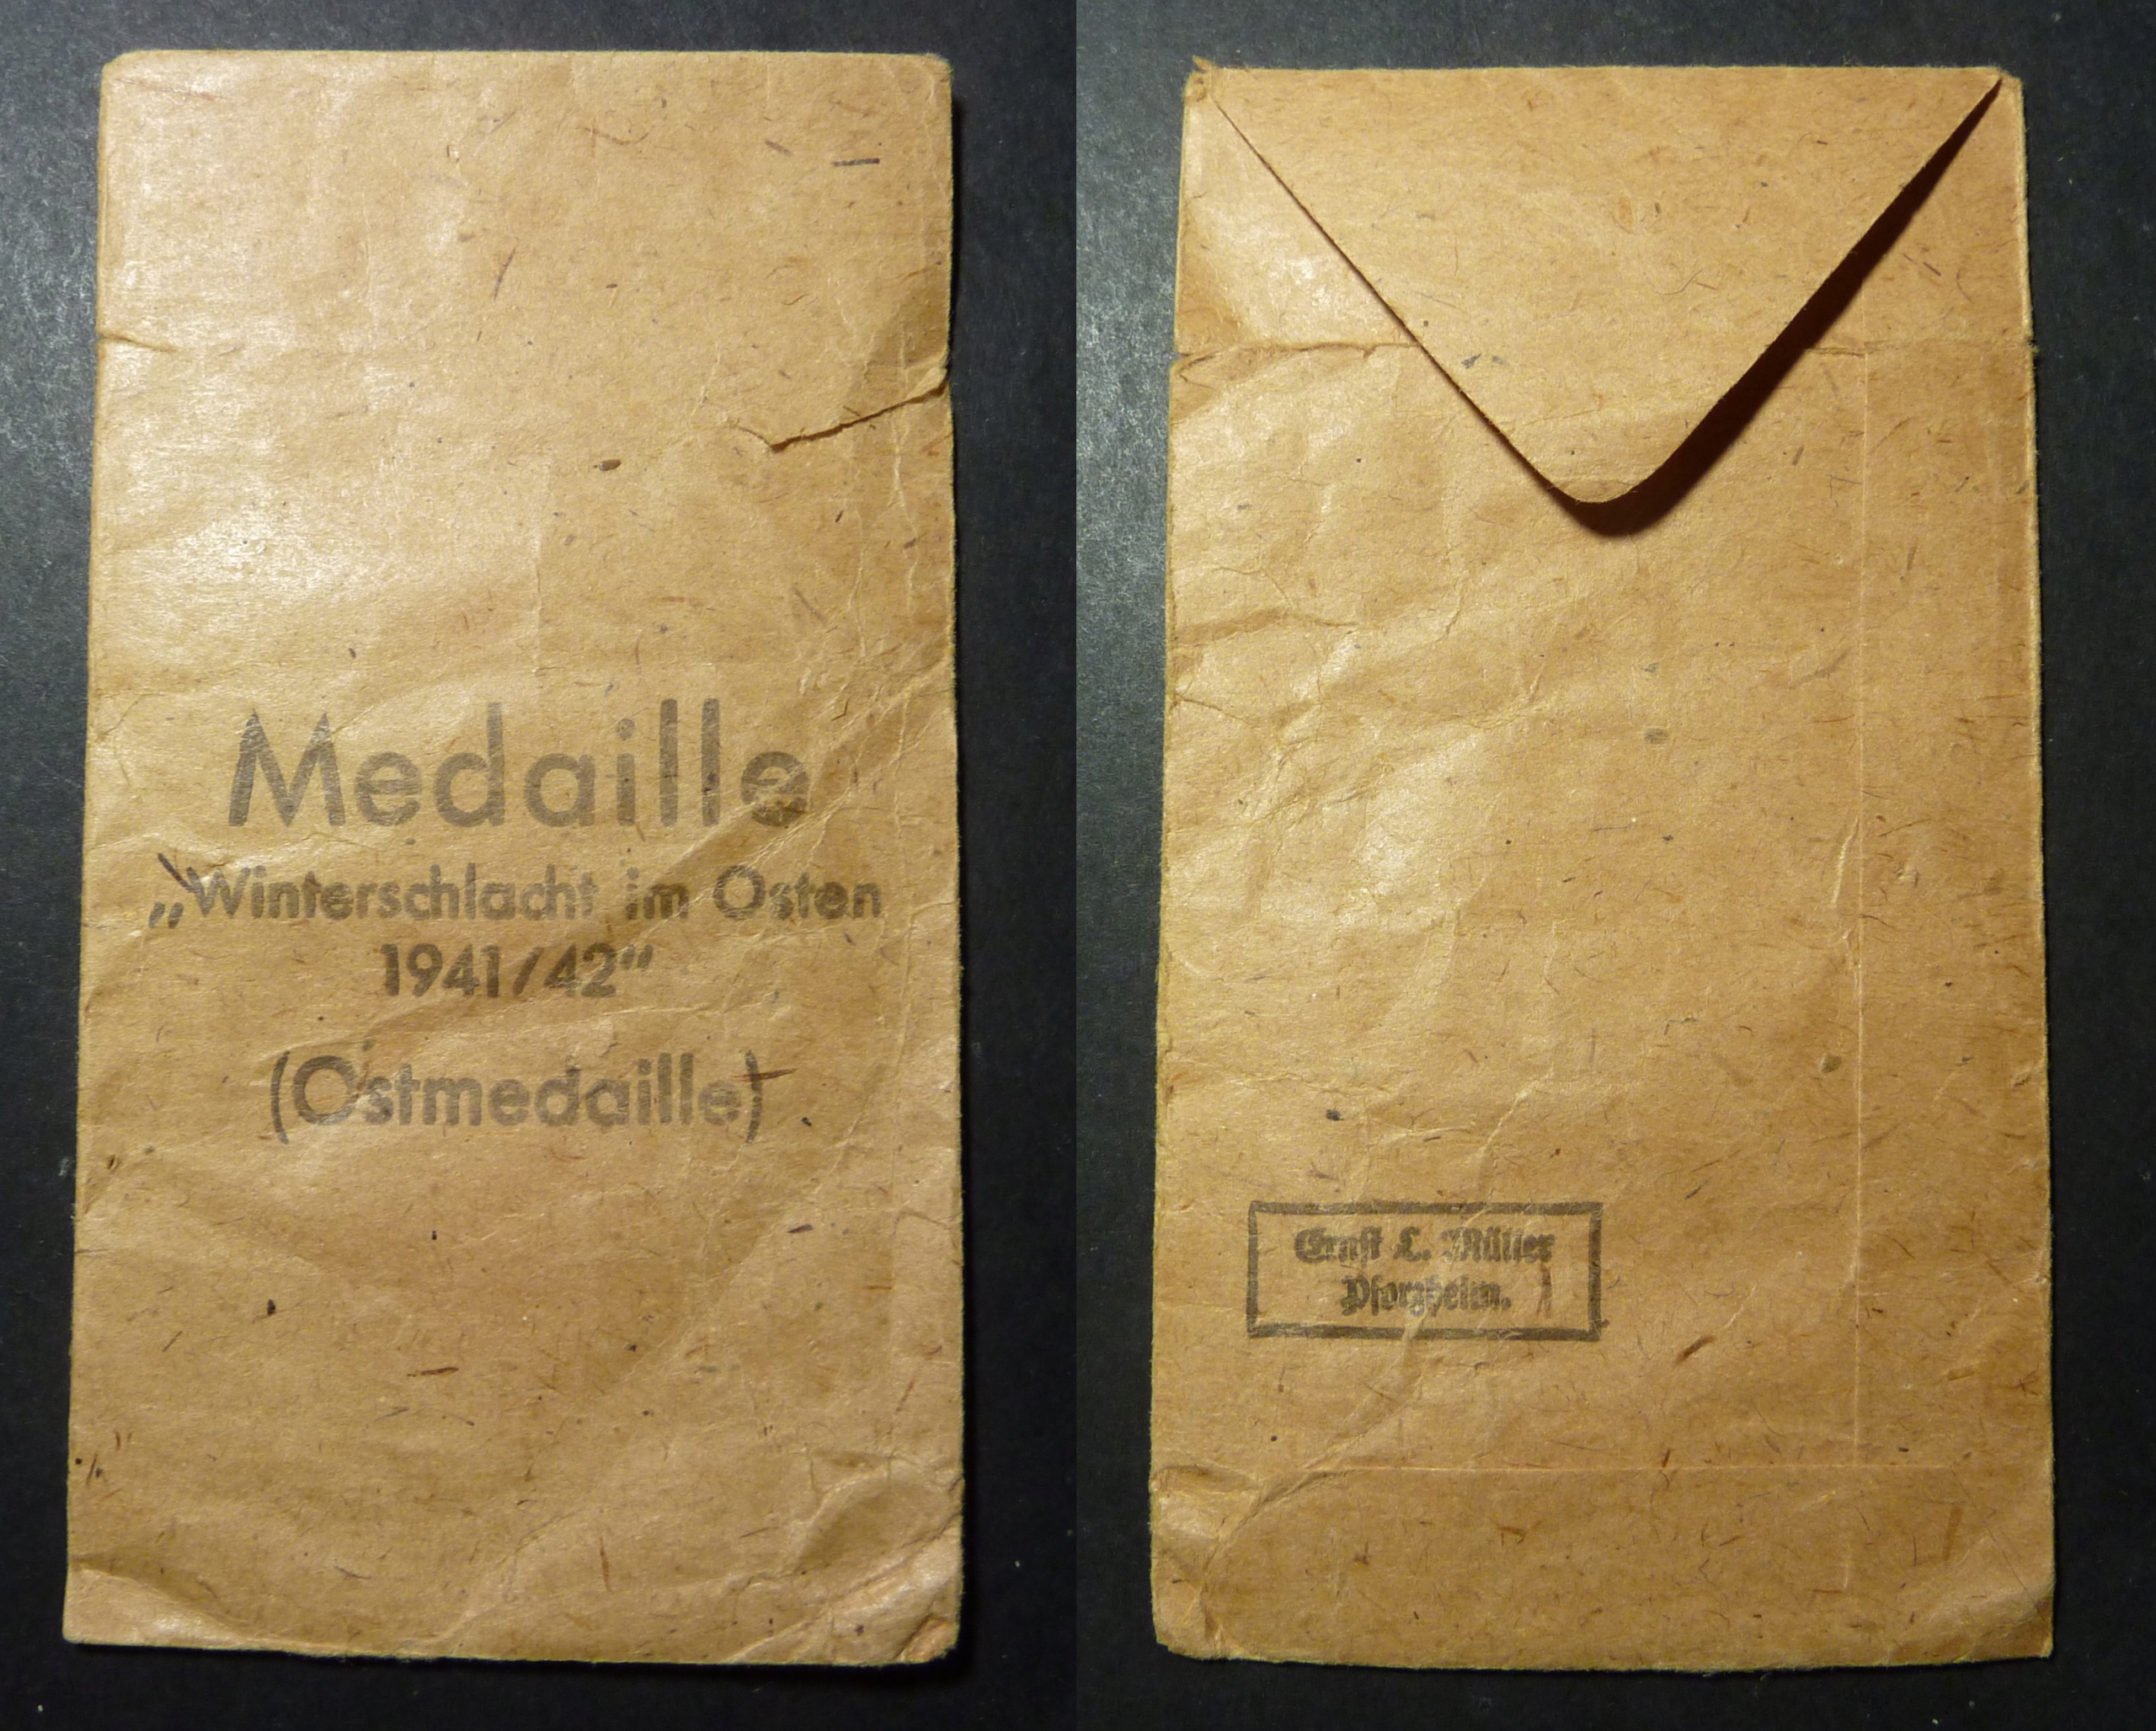 Medaille
„Winterschlacht im Osten
1941/42“
(Ostmedaille)
Ernst L. Müller
Pforzheim.